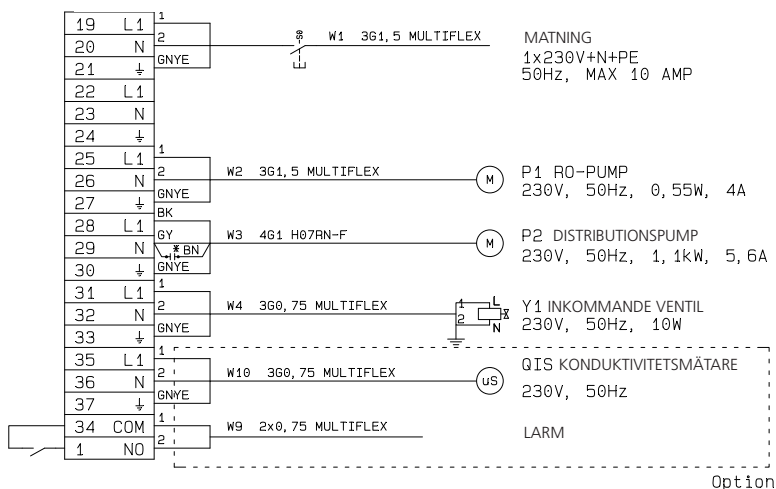 19 L1 1
20 N 2 S0 W1 3G1,5 MULTIFLEX MATNING
21 GNYE 1x230V+N+PE
50Hz, MAX 10 AMP
22 L1
23 N
24
25 L1 1
26 N 2 W2 3G1,5 MULTIFLEX M P1 RO-PUMP
27 GNYE 230V, 50Hz, 0,55W, 4A
28 L1 BK
29 N GY * BN W3 4G1 H07RN-F M P2 DISTRIBUTIONSPUMP
30 GNYE 230V, 50Hz, 1,1kW, 5,6A
31 L1 1
32 N 2 W4 3G0,75 MULTIFLEX 1 L 2 N Y1 INKOMMANDE VENTIL
33 GNYE 230V, 50Hz, 10W
35 L1 1
36 N 2 W10 3G0,75 MULTIFLEX uS QIS KONDUKTIVITETSMÄTARE
37 GNYE 230V, 50Hz
34 COM 1
1 NO 2 W9 2x0,75 MULTIFLEX LARM
Option